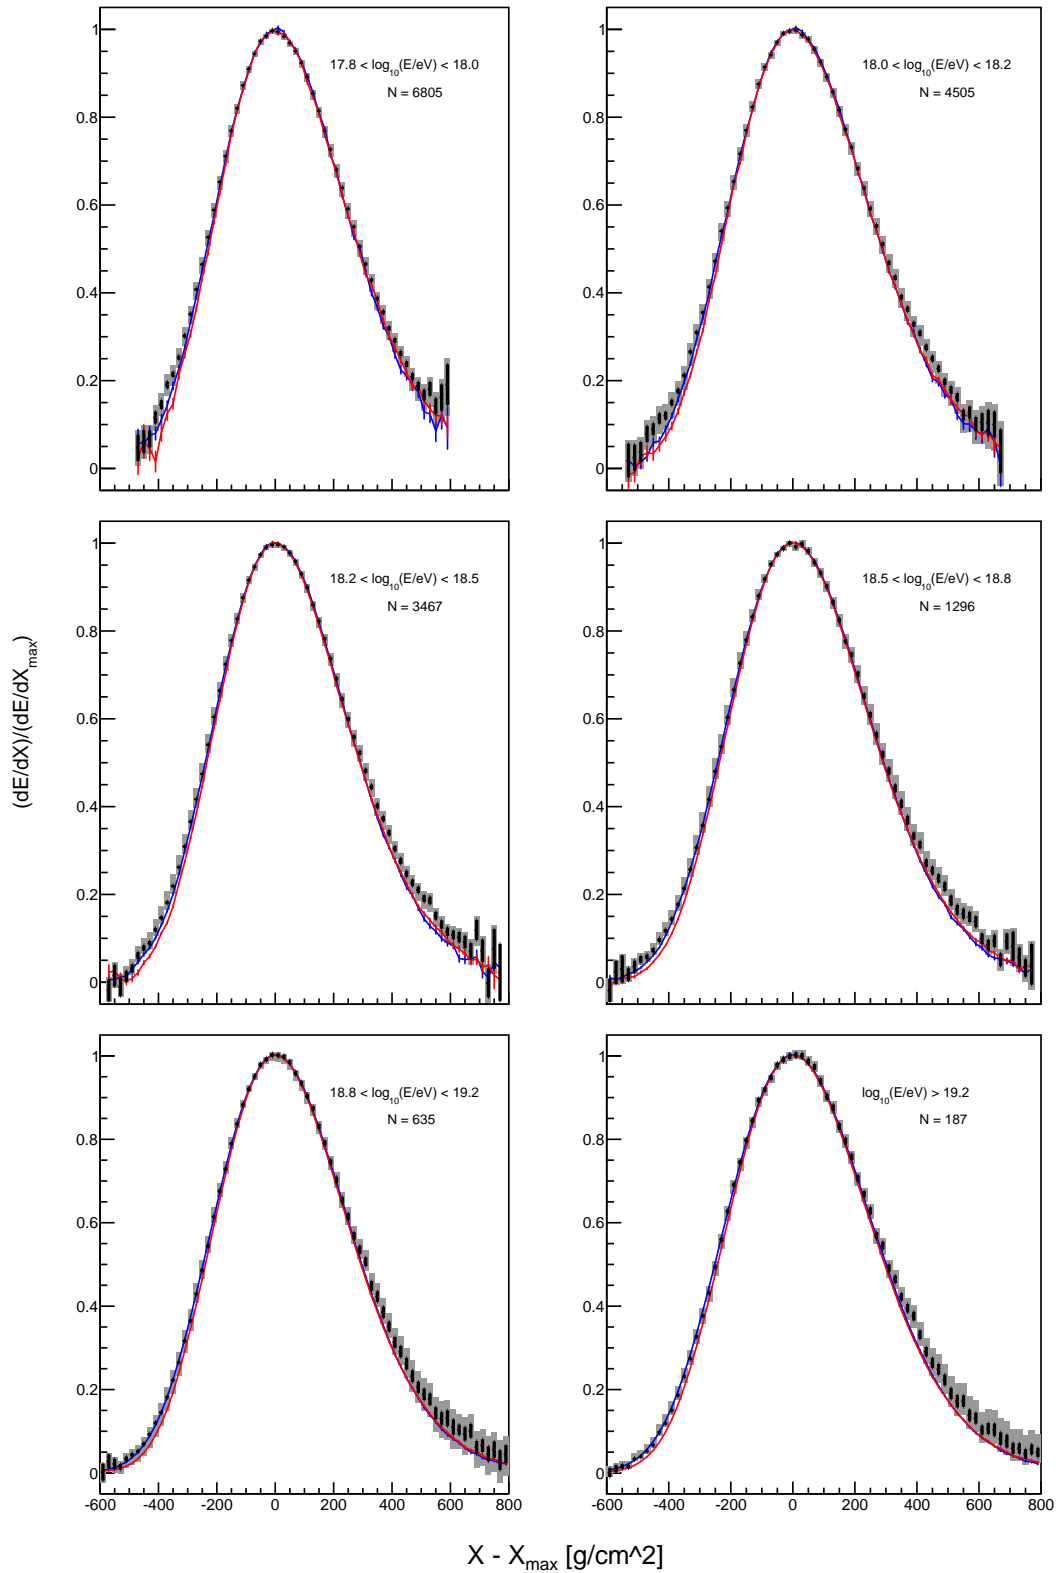 1
0.8
0.6
0.4
0.2
0
17.8 < log10(E/eV) < 18.0
N = 6805
1
0.8
0.6
0.4
0.2
0
18.0 < log10(E/eV) < 18.2
N = 4505
1
0.8
0.6
0.4
0.2
0
18.2 < log10(E/eV) < 18.5
N = 3467
1
0.8
0.6
0.4
0.2
0
18.5 < log10(E/eV) < 18.8
N = 1296
(dE/dX)/(dE/dXmax)
1
0.8
0.6
0.4
0.2
0
18.8 < log10(E/eV) < 19.2
N = 635
-600 -400 -200 0 200 400 600 800
1
0.8
0.6
0.4
0.2
0
log10(E/eV) > 19.2
N = 187
-600 -400 -200 0 200 400 600 800
X - Xmax [g/cm^2]